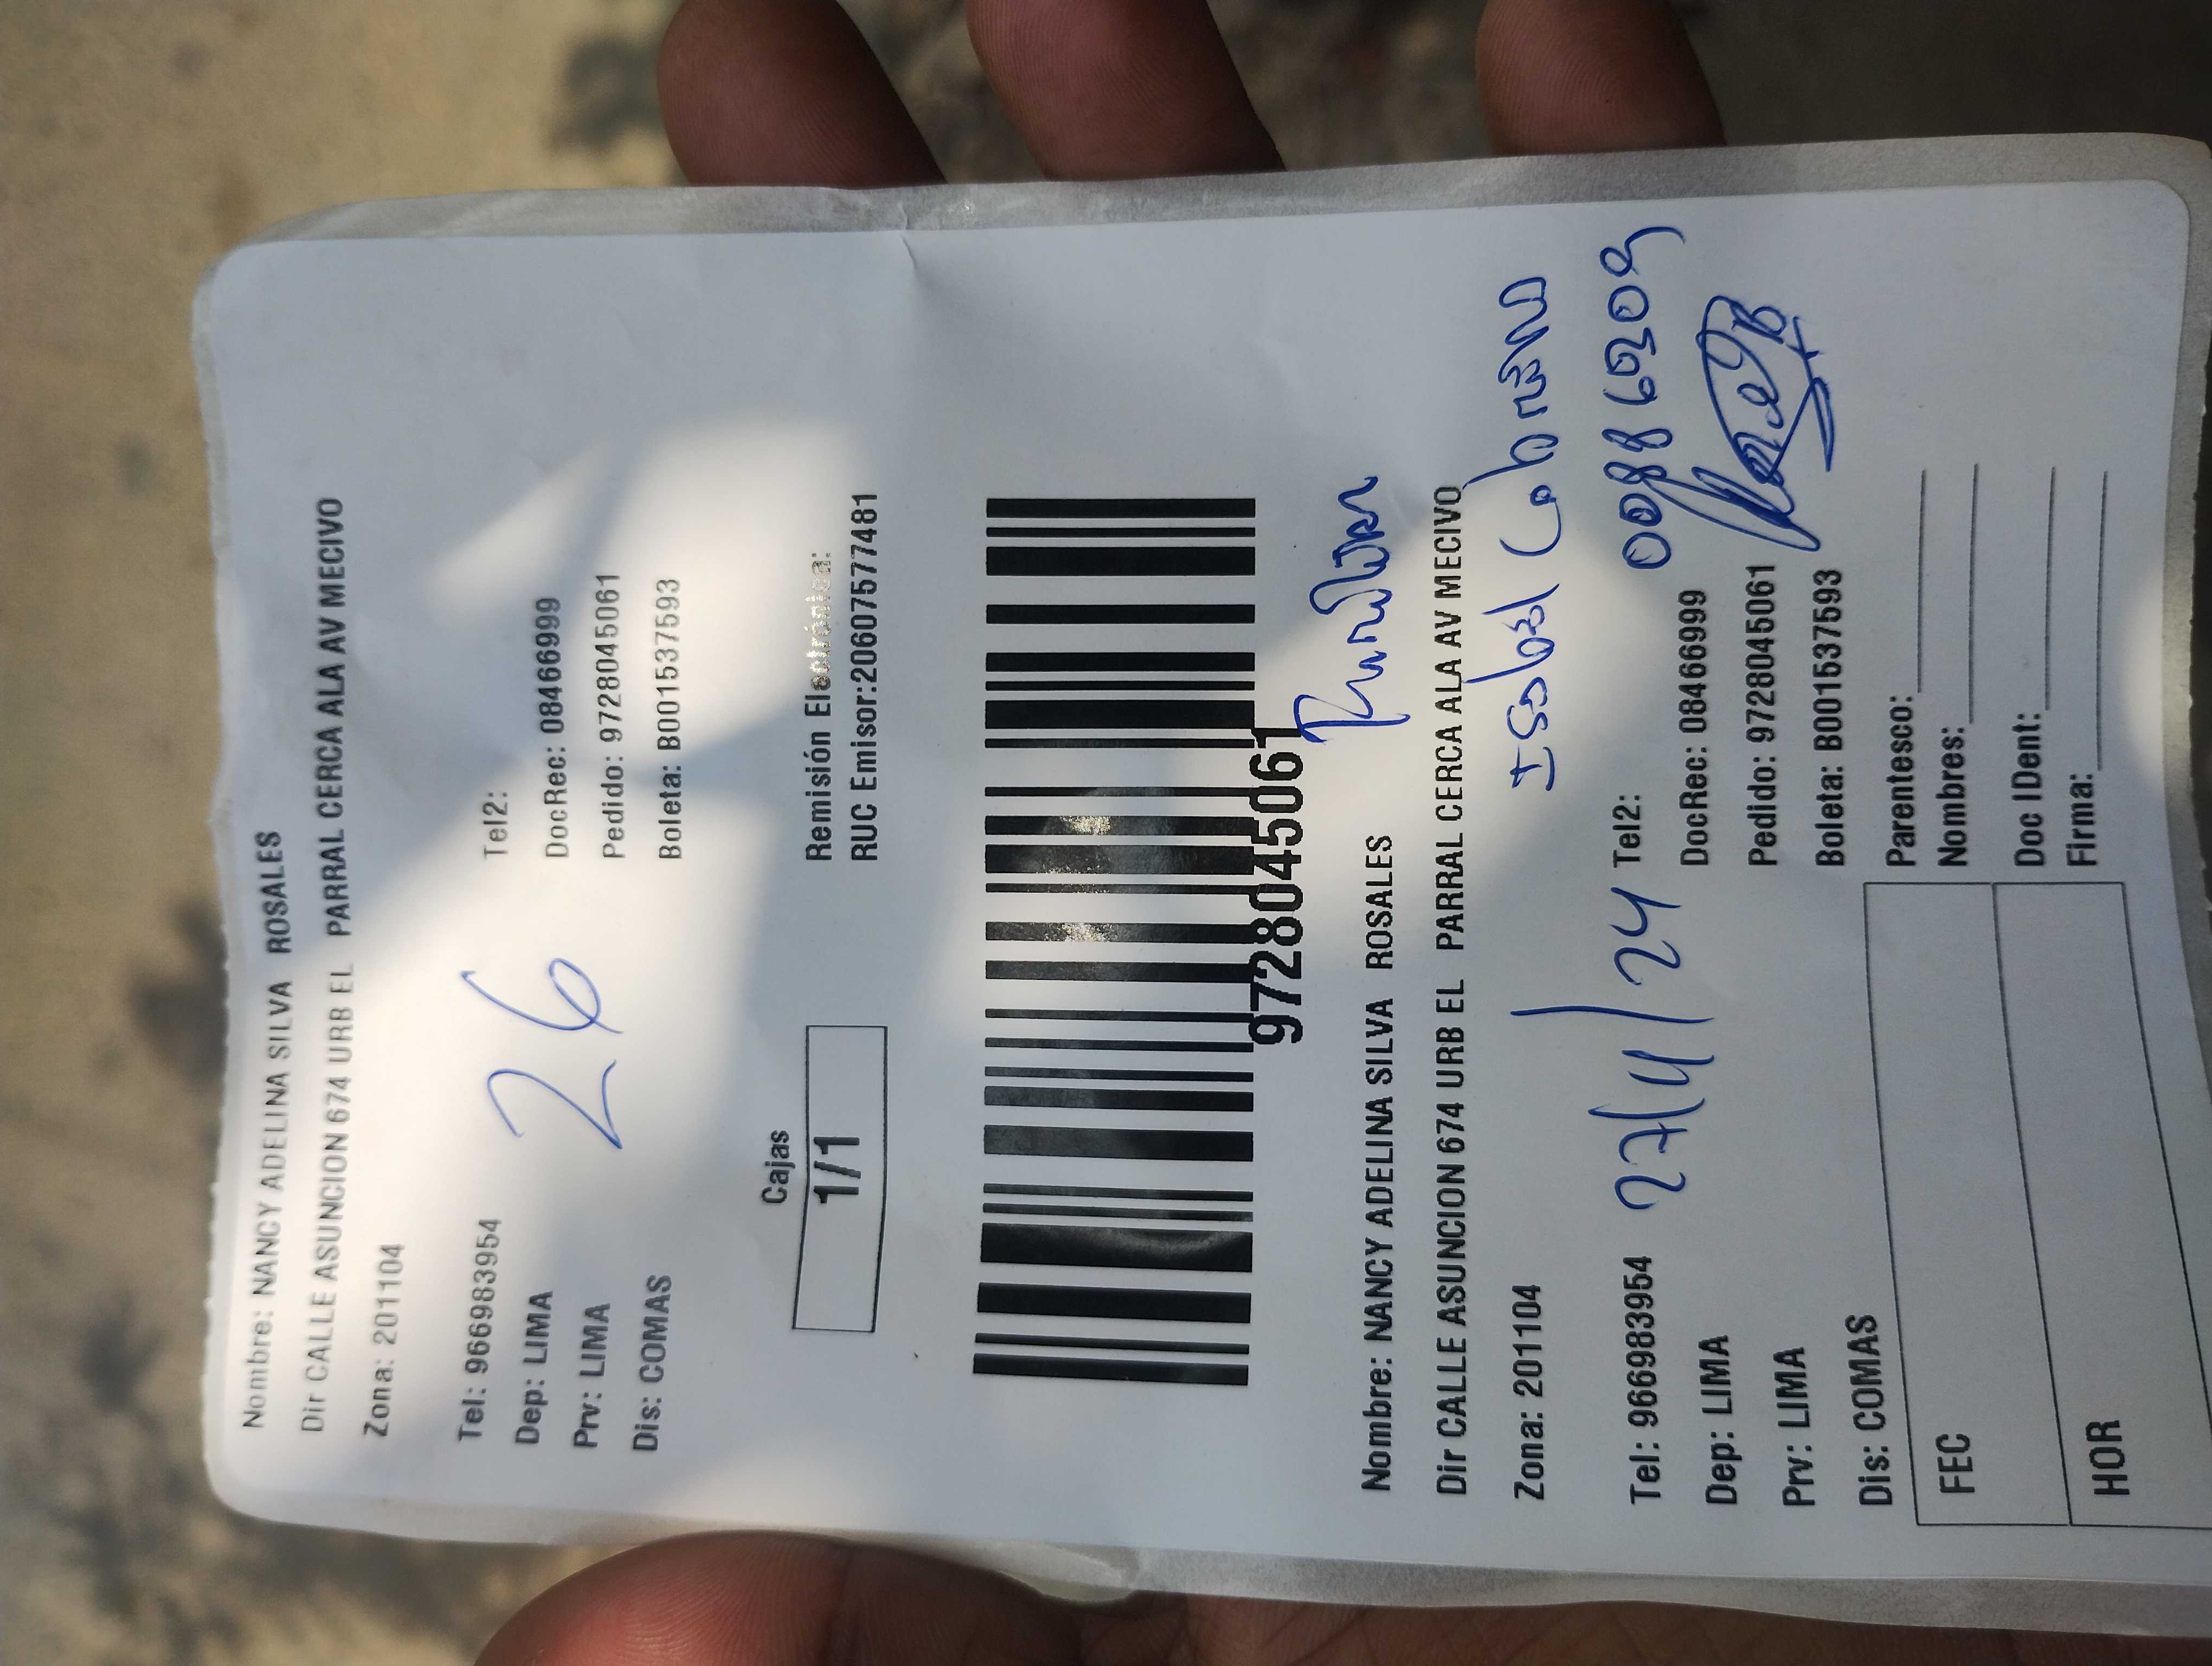 Nombre: NANCY ADELINA SILVA ROSALES
Dir CALLE ASUNCION 674 URB EL PARRAL CERCA ALA AV MECIVO
Zona: 201104
Tel: 966983954 Tel2:
Dep: LIMA DocRec: 08466999
Prv: LIMA Pedido: 9728045061
Dis: COMAS Boleta: B001537593
26
Cajas
1/1
Remisión Electrónica:
RUC Emisor:20607577481
9728045061
Nombre: NANCY ADELINA SILVA ROSALES
Dir CALLE ASUNCION 674 URB EL PARRAL CERCA ALA AV MECIVO
Isabel
Zona: 201104
Tel: 966983954 Tel2:
Dep: LIMA DocRec: 08466999
Prv: LIMA Pedido: 9728045061
Dis: COMAS Boleta: B001537593
FEC
HOR
Parentesco:
Nombres:
Doc IDent:
Firma: